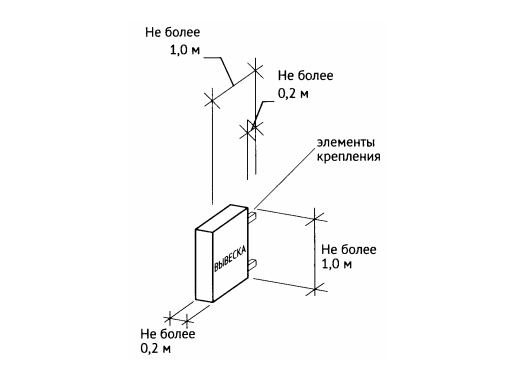 Не более
1,0 м
Не более
0,2 м
элементы
крепления
ВЫВЕСКА
Не более
1,0 м
Не более
0,2 м